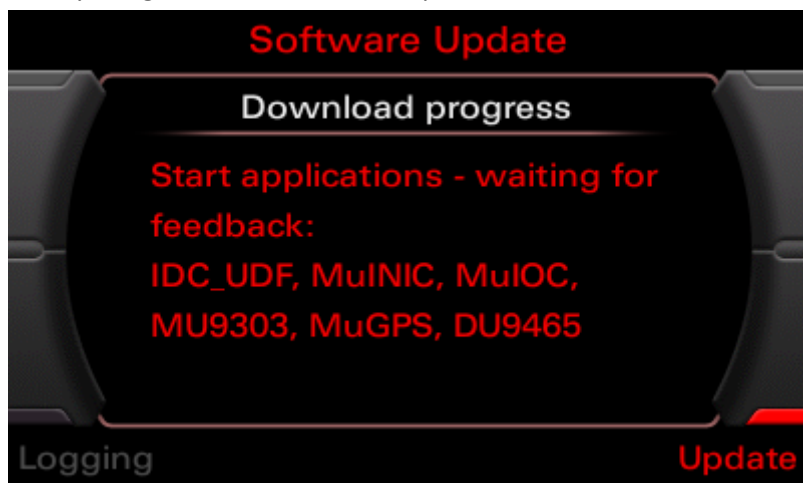 Software Update
Download progress
Start applications - waiting for
feedback:
IDC_UDF, MuINIC, MuIOC,
MU9303, MuGPS, DU9465
Logging
Update